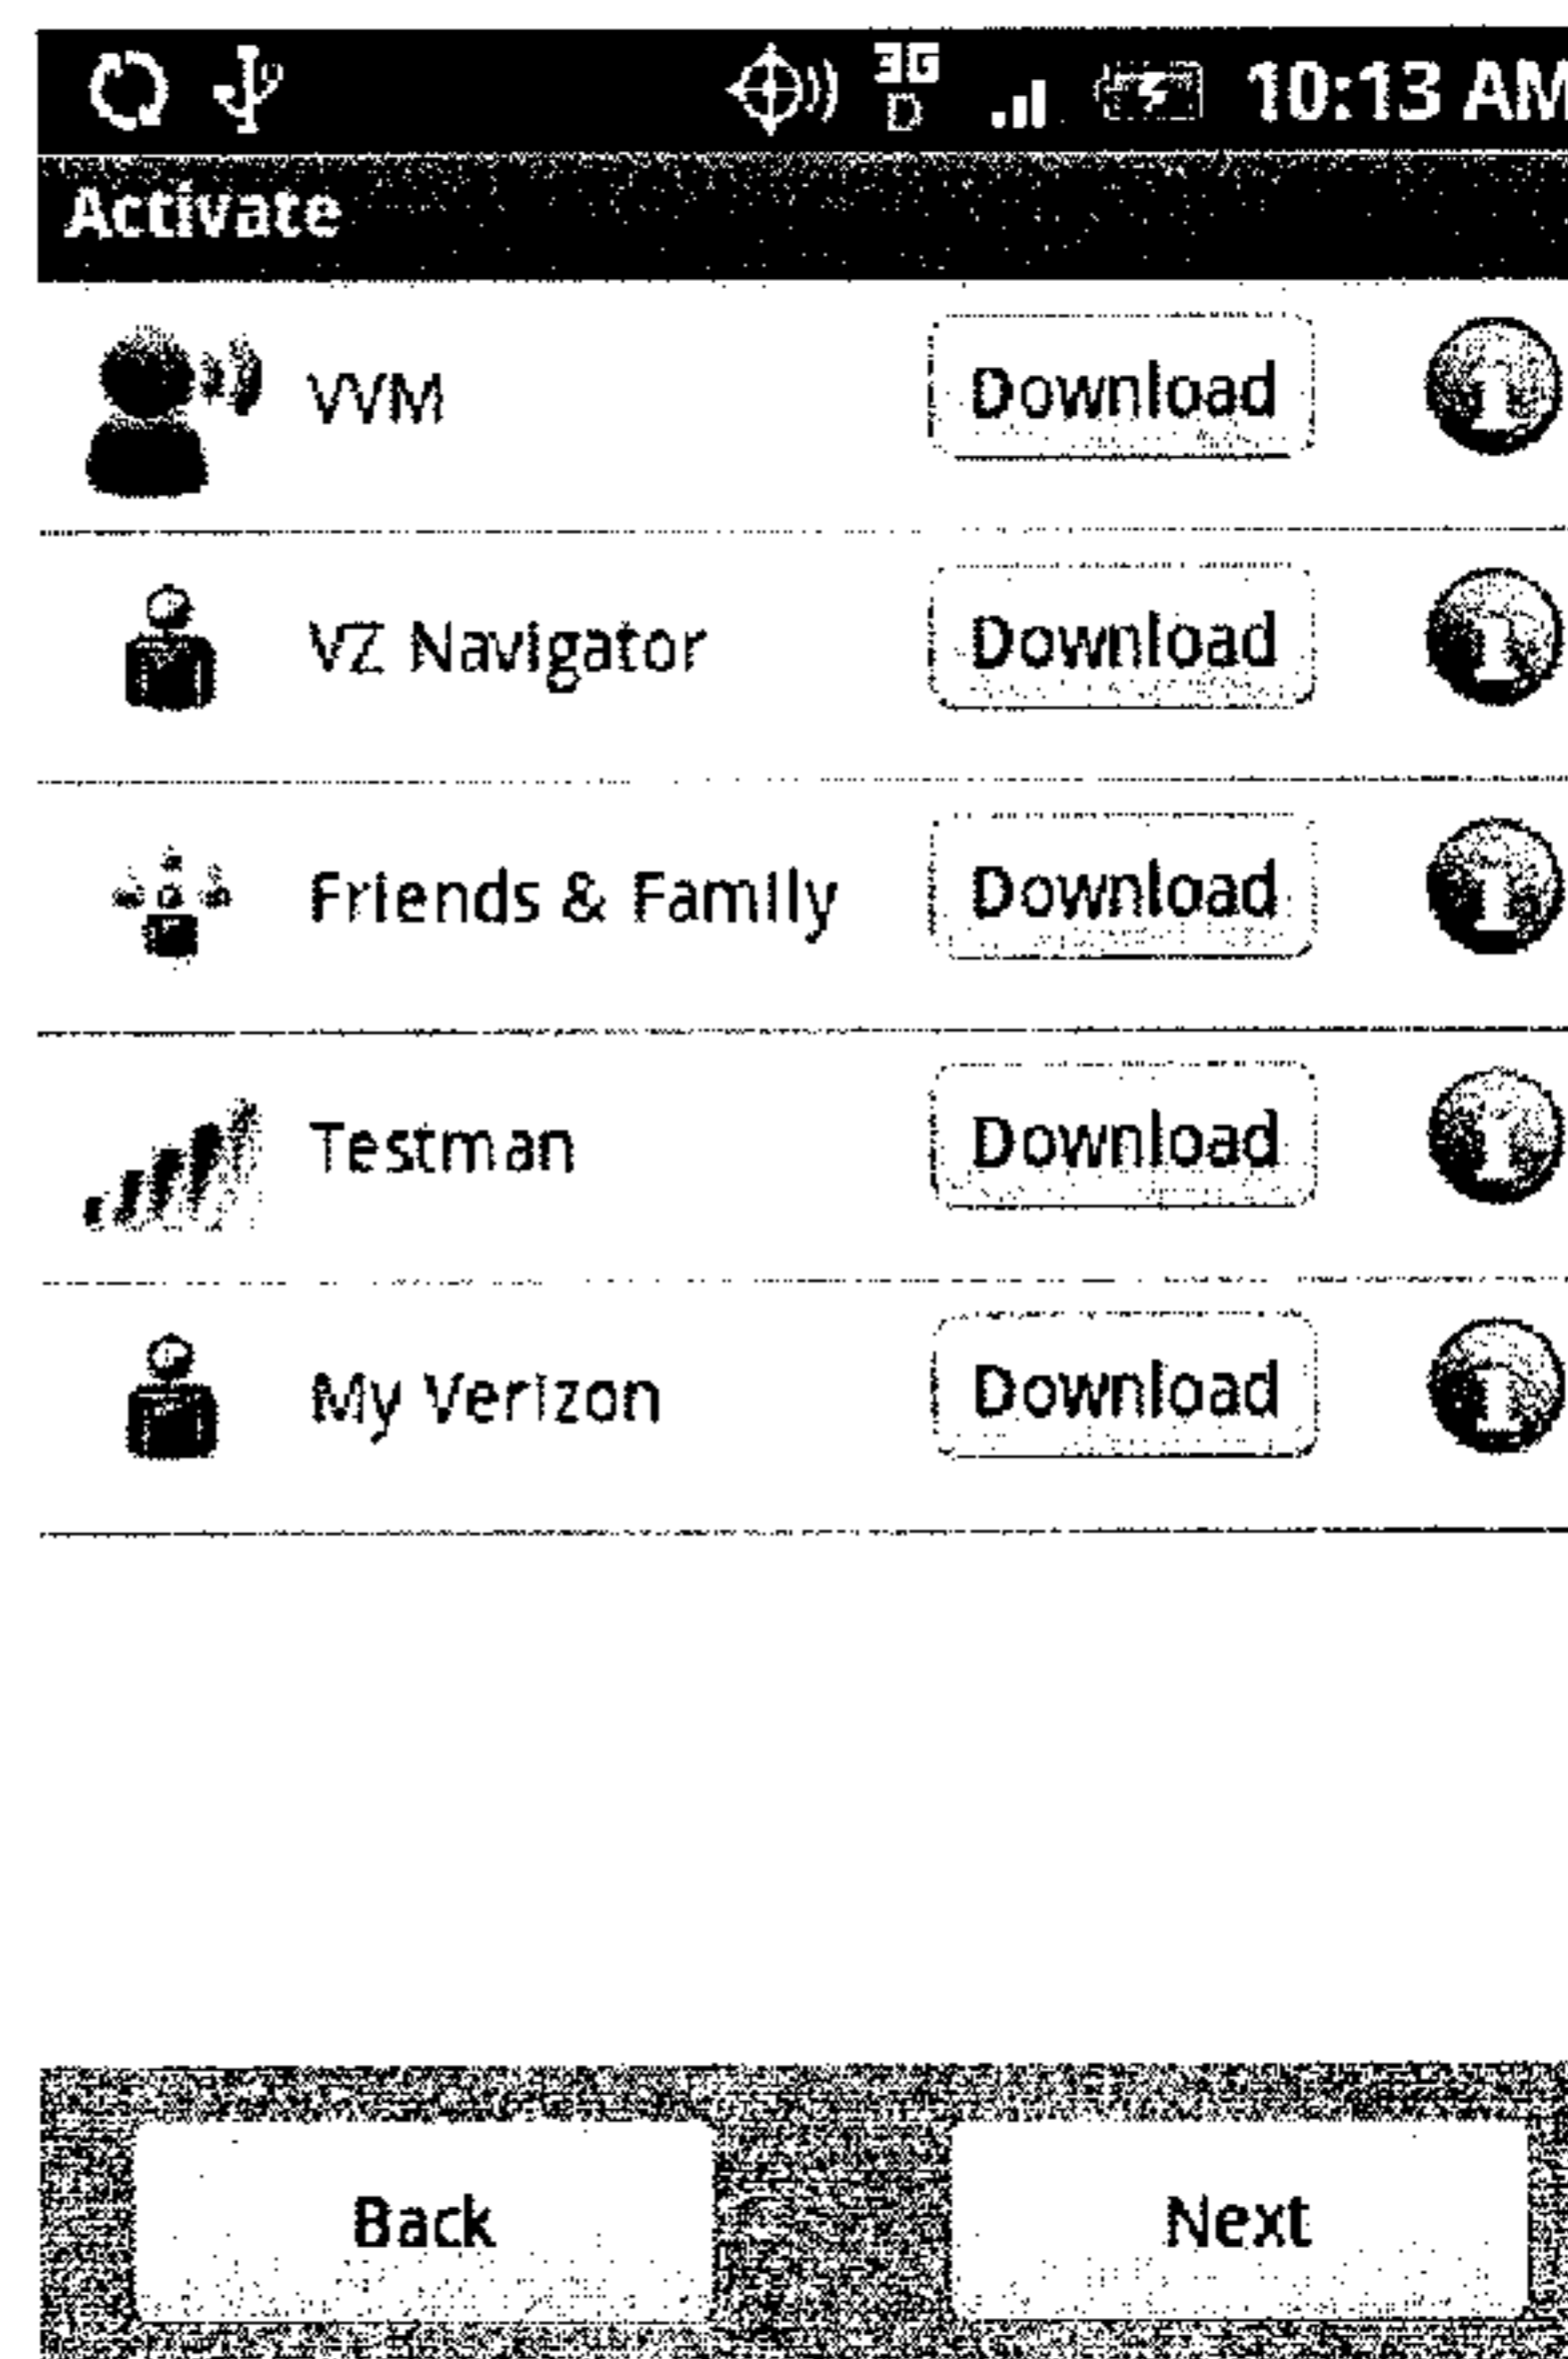 3G
D
10:13 AM
Activate
VVM Download
VZ Navigator Download
Friends & Family Download
Testman Download
My Verizon Download
Back Next